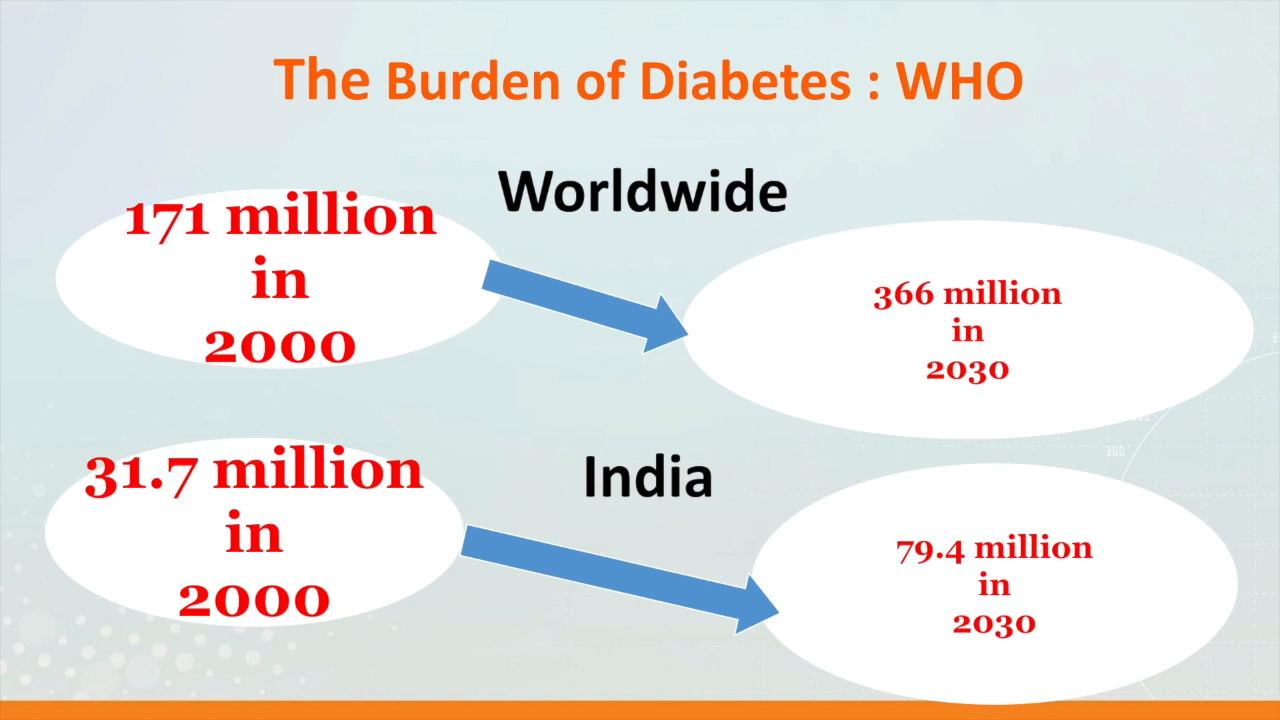 The Burden of Diabetes : WHO
Worldwide
171 million
in
2000
366 million
in
2030
India
31.7 million
in
2000
79.4 million
in
2030
300